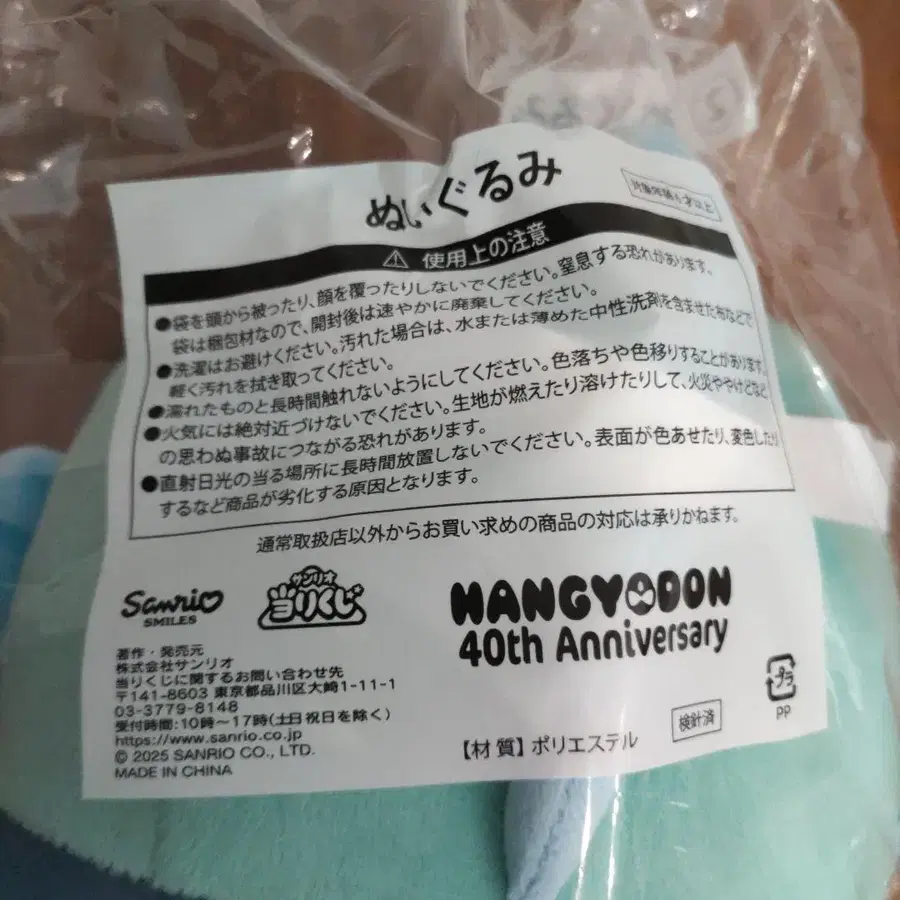 ぬいぐるみ
対象年齢6才以上
⚠ 使用上の注意
●袋を頭から被ったり、顔を覆ったりしないでください。窒息する恐れがあります。
袋は梱包材なので、開封後は速やかに廃棄してください。
●洗濯はお避けください。汚れた場合は、水または薄めた中性洗剤を含ませた布などで
軽く汚れを拭き取ってください。
●濡れたものと長時間触れないようにしてください。色落ちや色移りすることがあります。
●火気には絶対近づけないでください。生地が燃えたり溶けたりして、火災ややけどなど
の思わぬ事故につながる恐れがあります。
●直射日光の当る場所に長時間放置しないでください。表面が色あせたり、変色したり
するなど商品が劣化する原因となります。
通常取扱店以外からお買い求めの商品の対応は承りかねます。
Sanrio
SMILES
サンリオ
当りくじ
HANGYODON
40th Anniversary
著作・発売元
株式会社サンリオ
当りくじに関するお問い合わせ先
〒141-8603 東京都品川区大崎1-11-1
03-3779-8148
受付時間:10時〜17時(土日祝日を除く)
https://www.sanrio.co.jp
© 2025 SANRIO CO., LTD.
MADE IN CHINA
【材質】ポリエステル
検針済
プラ
PP